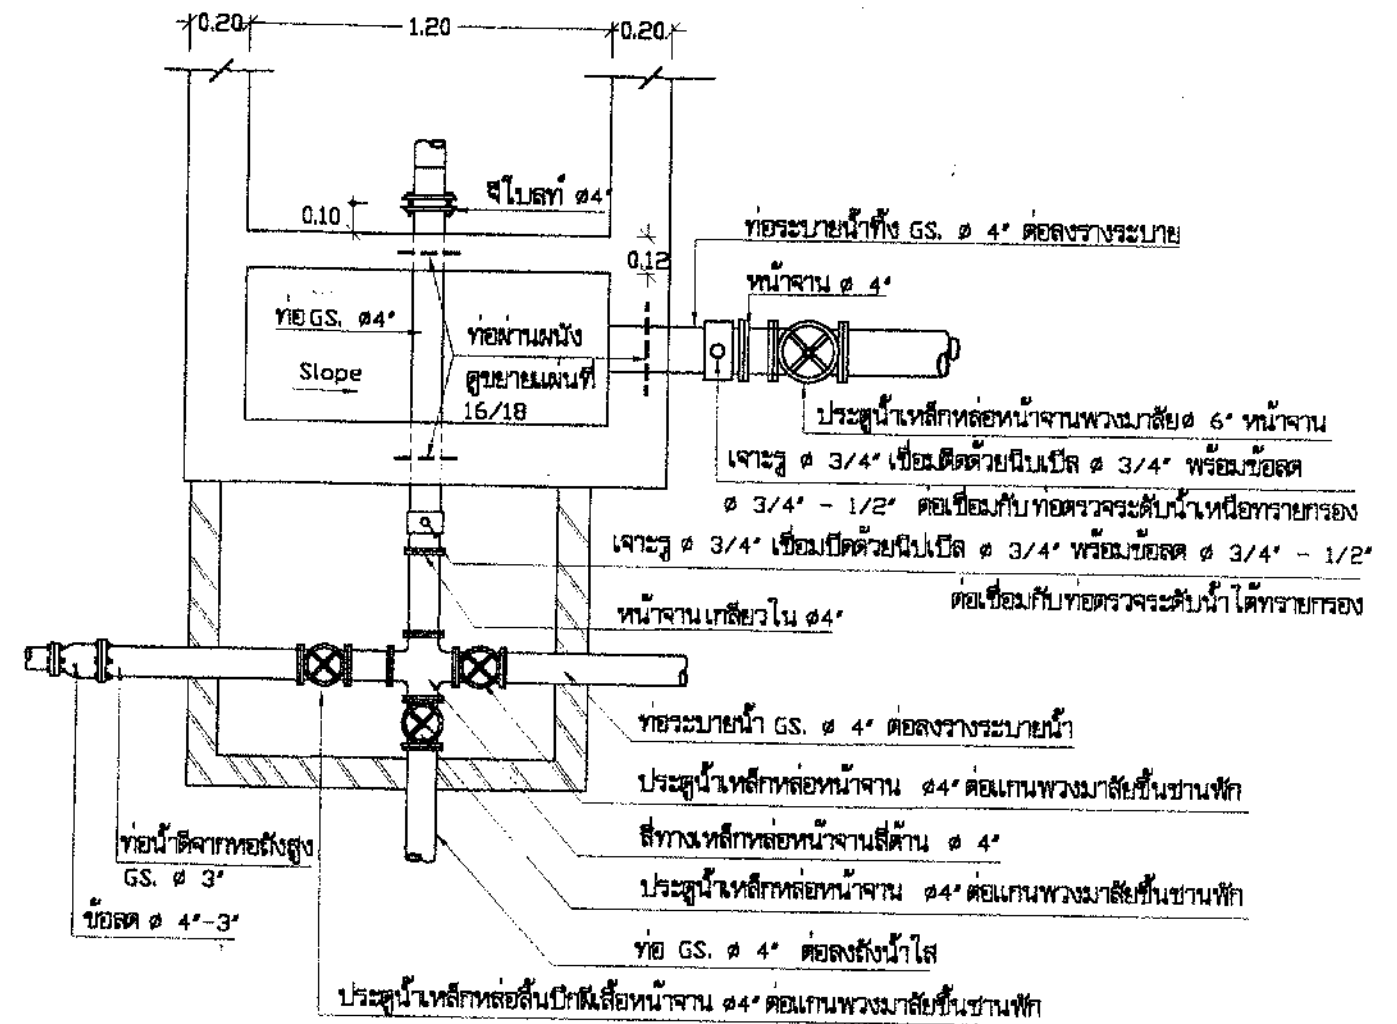 0.20
1.20
0.20
จีโบลท์ ø4"
0.10
ท่อระบายน้ำทิ้ง GS. ø 4" ต่อลงรางระบาย
0.12
หน้าจาน ø 4"
ท่อ GS. ø4"
ท่อผ่านผนัง
Slope
ดูขยายแผ่นที่
16/18
ประตูน้ำเหล็กหล่อหน้าจานพวงมาลัย ø 6" หน้าจาน
เจาะรู ø 3/4" เชื่อมติดด้วยนิบเปิล ø 3/4" พร้อมข้อลด
ø 3/4" - 1/2" ต่อเชื่อมกับท่อตรวจระดับน้ำเหนือทรายกรอง
เจาะรู ø 3/4" เชื่อมปิดด้วยนิปเปิล ø 3/4" พร้อมข้อลด ø 3/4" - 1/2"
ต่อเชื่อมกับท่อตรวจระดับน้ำใต้ทรายกรอง
หน้าจานเกลียวใน ø4"
ท่อระบายน้ำ GS. ø 4" ต่อลงรางระบายน้ำ
ประตูน้ำเหล็กหล่อหน้าจาน ø4" ต่อแกนพวงมาลัยขึ้นชานพัก
ท่อน้ำดีจากหอถังสูง
GS. ø 3"
สี่ทางเหล็กหล่อหน้าจานสี่ด้าน ø 4"
ประตูน้ำเหล็กหล่อหน้าจาน ø4" ต่อแกนพวงมาลัยขึ้นชานพัก
ข้อลด ø 4"-3"
ท่อ GS. ø 4" ต่อลงถังน้ำใส
ประตูน้ำเหล็กหล่อลิ้นปีกผีเสื้อหน้าจาน ø4" ต่อแกนพวงมาลัยขึ้นชานพัก